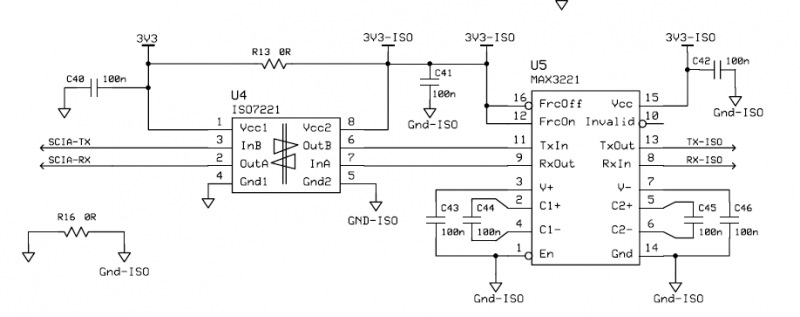 3V3
R13 0R
3V3-ISO
3V3-ISO
3V3-ISO
C40
100n
C41
100n
Gnd-ISO
C42
100n
Gnd-ISO
U4
ISO7221
1 Vcc1 Vcc2 8
SCIA-TX 3 InB OutB 6
SCIA-RX 2 OutA InA 7
4 Gnd1 Gnd2 5
GND-ISO
U5
MAX3221
16 FrcOff Vcc 15
12 FrcOn Invalid 10
11 TxIn TxOut 13 TX-ISO
9 RxOut RxIn 8 RX-ISO
3 V+ V- 7
2 C1+ C2+ 5
4 C1- C2- 6
1 En Gnd 14
C43
100n
C44
100n
C45
100n
C46
100n
Gnd-ISO
Gnd-ISO
R16 0R
Gnd-ISO